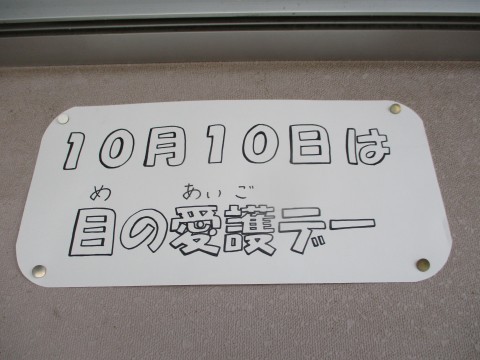 10月10日は
め あいご
目の愛護デー